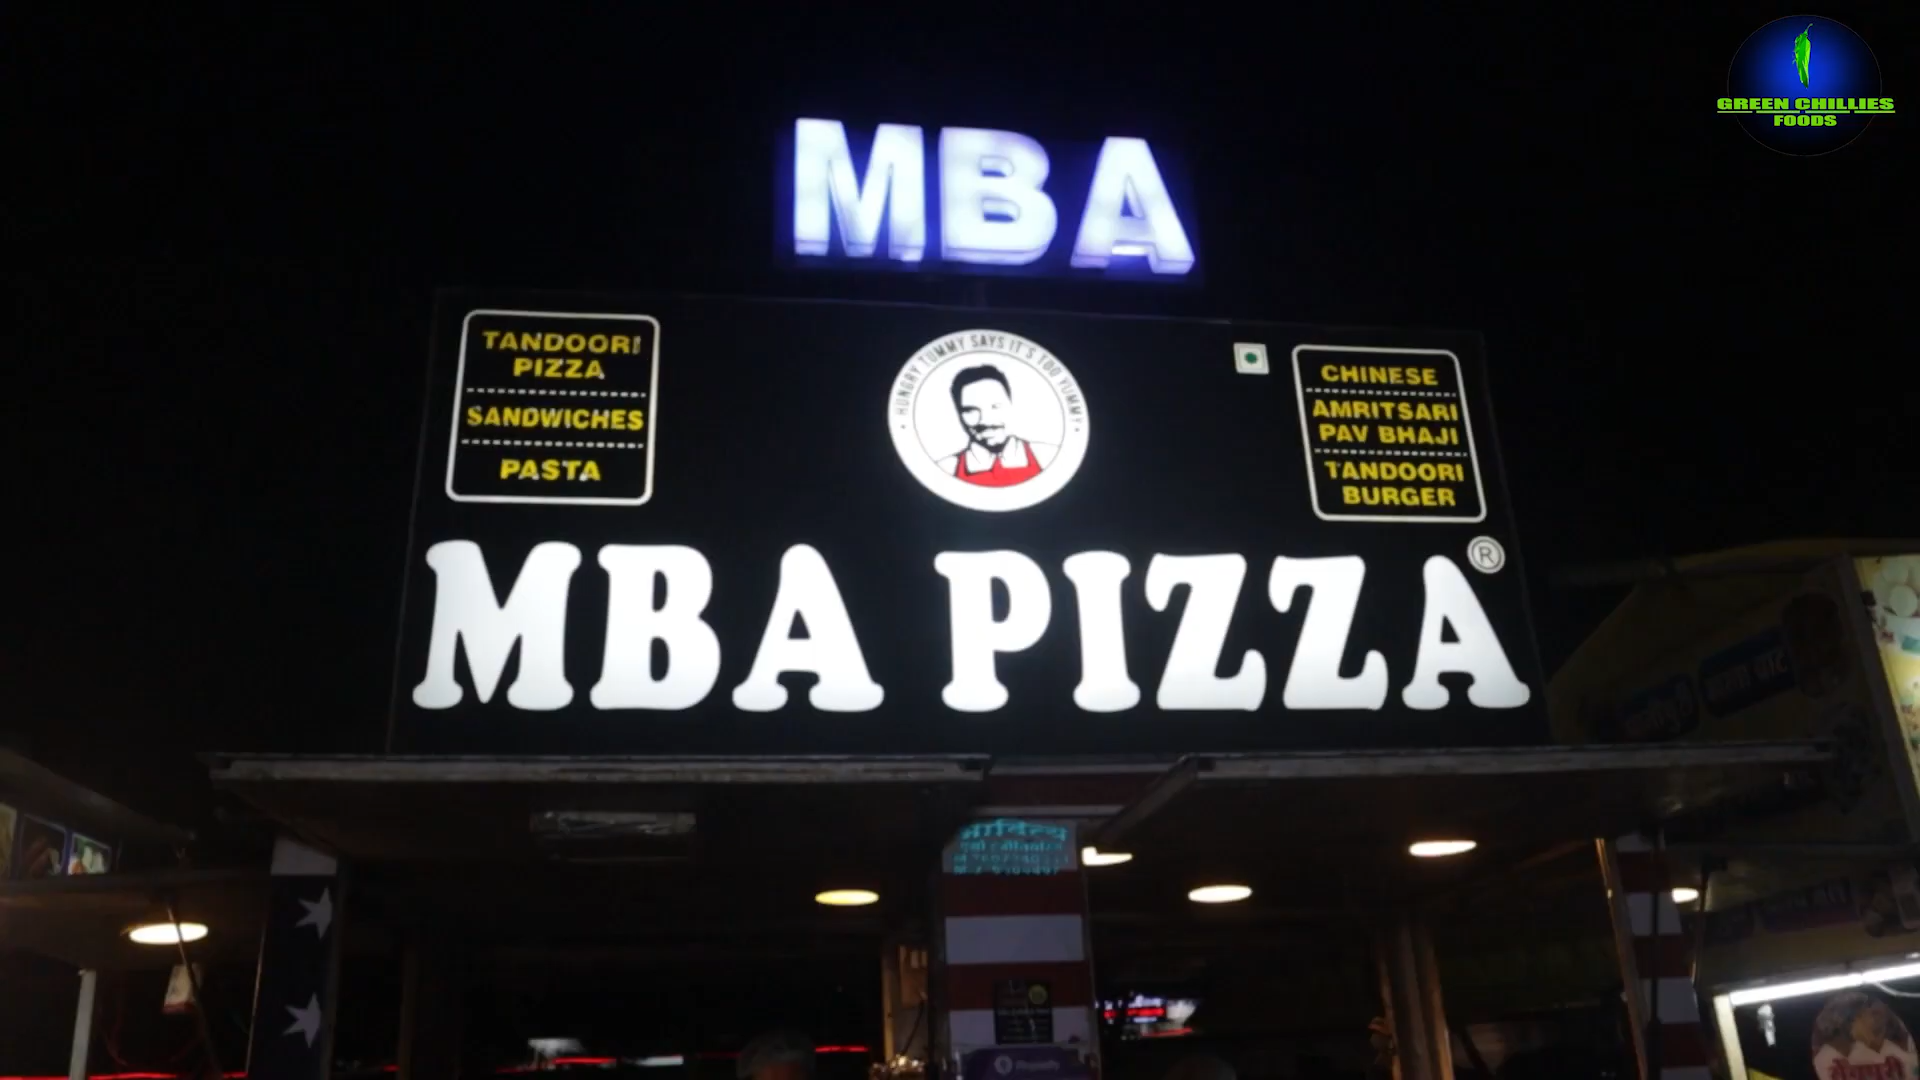 GREEN CHILLIES
FOODS
MBA
TANDOORI
PIZZA
SANDWICHES
PASTA
• HUNGRY TUMMY SAYS IT'S TOO YUMMY •
CHINESE
AMRITSARI
PAV BHAJI
TANDOORI
BURGER
MBA PIZZA®